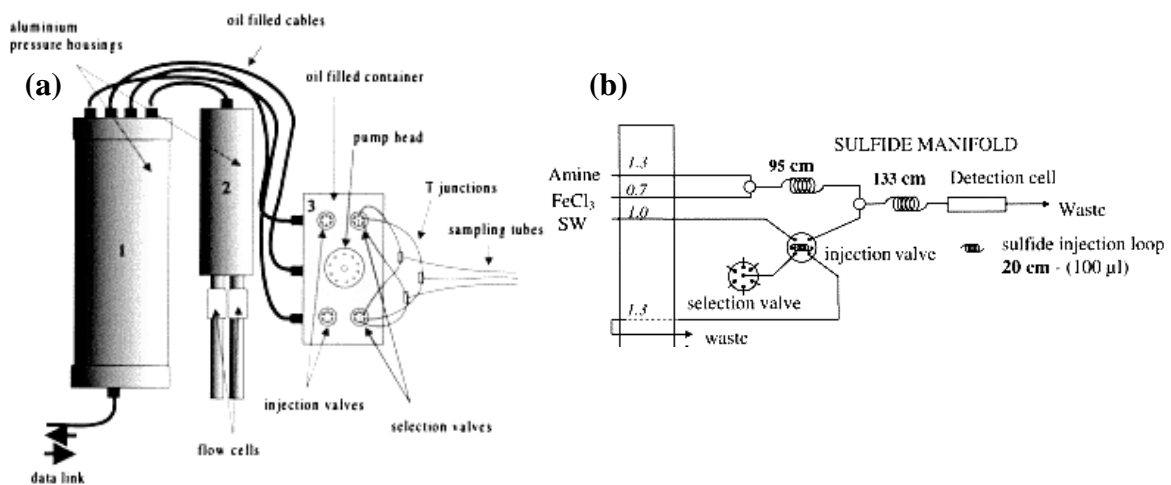 aluminium
pressure housings
oil filled cables
(a)
oil filled container
pump head
T junctions
sampling tubes
1
2
3
injection valves
selection valves
flow cells
data link
(b)
SULFIDE MANIFOLD
Amine
1.3
95 cm
FeCl3
0.7
133 cm
Detection cell
Waste
SW
1.0
injection valve
sulfide injection loop
20 cm - (100 µl)
selection valve
1.3
waste